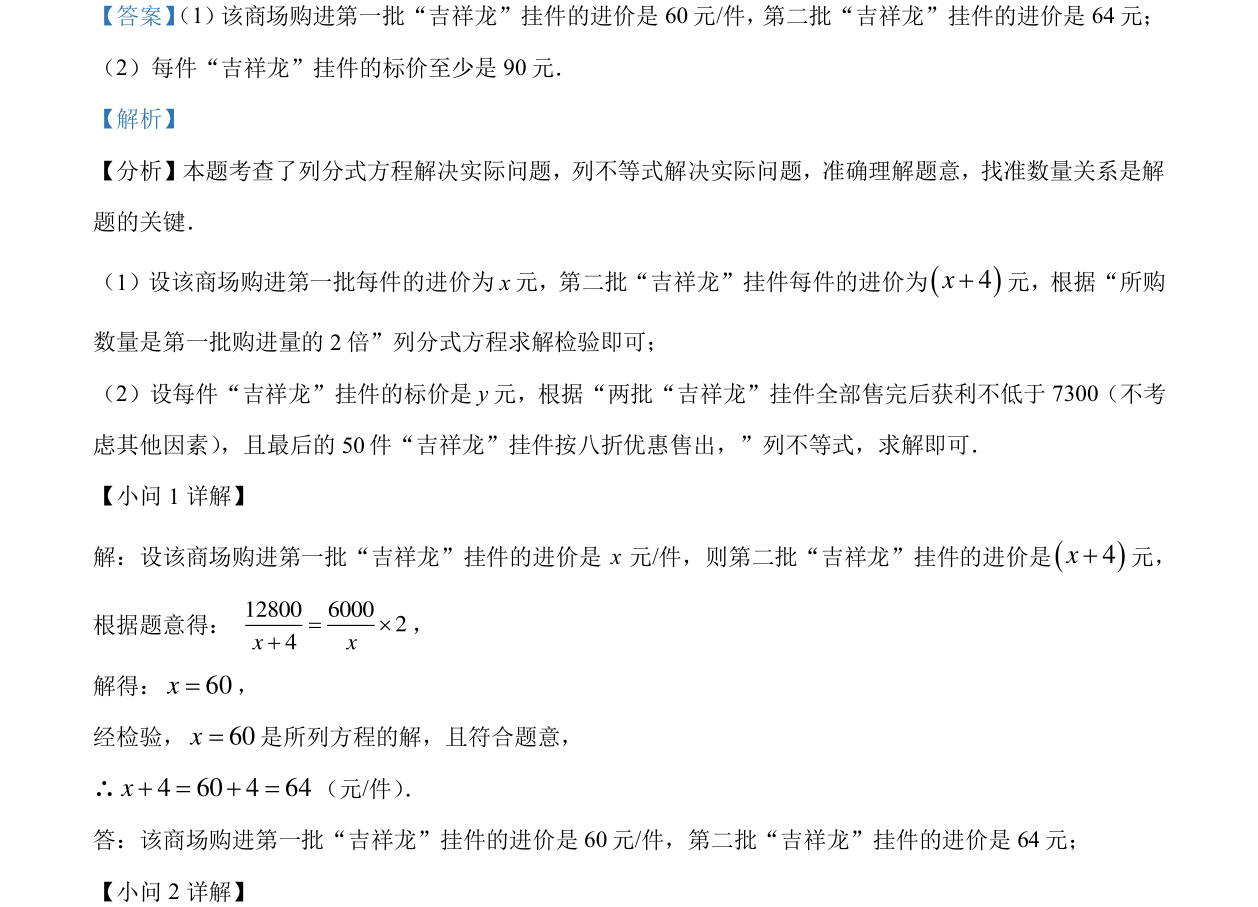 【答案】（1）该商场购进第一批“吉祥龙”挂件的进价是 60 元/件，第二批“吉祥龙”挂件的进价是 64 元；
（2）每件“吉祥龙”挂件的标价至少是 90 元．
【解析】
【分析】本题考查了列分式方程解决实际问题，列不等式解决实际问题，准确理解题意，找准数量关系是解
题的关键．
（1）设该商场购进第一批每件的进价为 x 元，第二批“吉祥龙”挂件每件的进价为(x+4)元，根据“所购
数量是第一批购进量的 2 倍”列分式方程求解检验即可；
（2）设每件“吉祥龙”挂件的标价是 y 元，根据“两批“吉祥龙”挂件全部售完后获利不低于 7300（不考
虑其他因素），且最后的 50 件“吉祥龙”挂件按八折优惠售出，”列不等式，求解即可．
【小问 1 详解】
解：设该商场购进第一批“吉祥龙”挂件的进价是 x 元/件，则第二批“吉祥龙”挂件的进价是(x+4)元，
根据题意得： 12800/(x+4) = 6000/x × 2，
解得：x = 60，
经检验，x = 60 是所列方程的解，且符合题意，
∴ x + 4 = 60 + 4 = 64（元/件）．
答：该商场购进第一批“吉祥龙”挂件的进价是 60 元/件，第二批“吉祥龙”挂件的进价是 64 元；
【小问 2 详解】